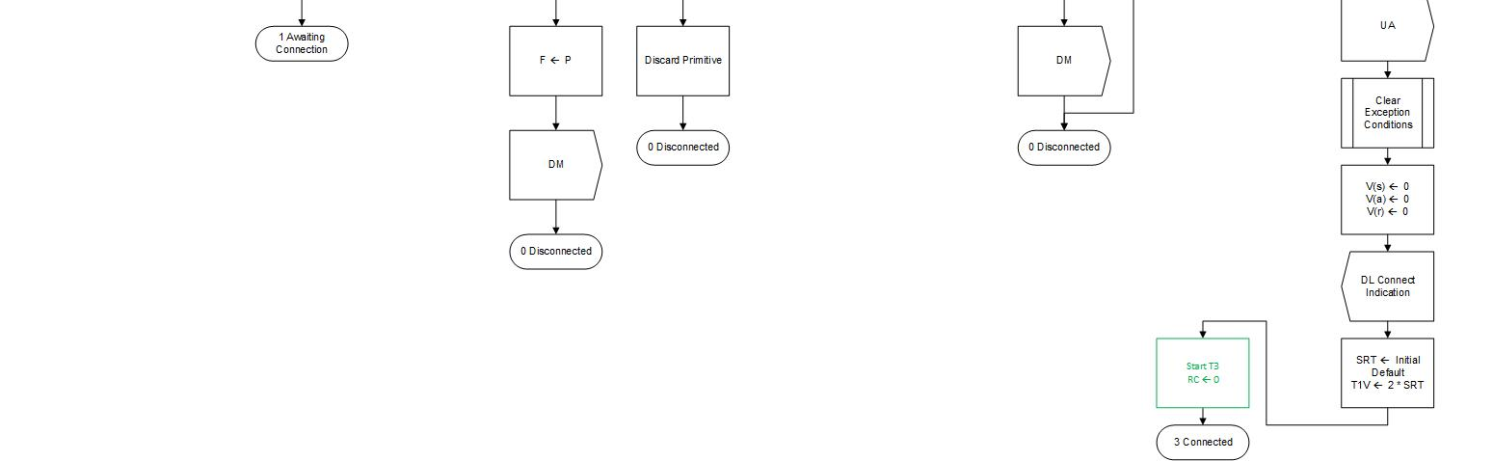 1 Awaiting
Connection
F ← P
DM
0 Disconnected
Discard Primitive
0 Disconnected
DM
0 Disconnected
UA
Clear
Exception
Conditions
V(s) ← 0
V(a) ← 0
V(r) ← 0
DL Connect
Indication
SRT ← Initial
Default
T1V ← 2 * SRT
Start T3
RC ← 0
3 Connected